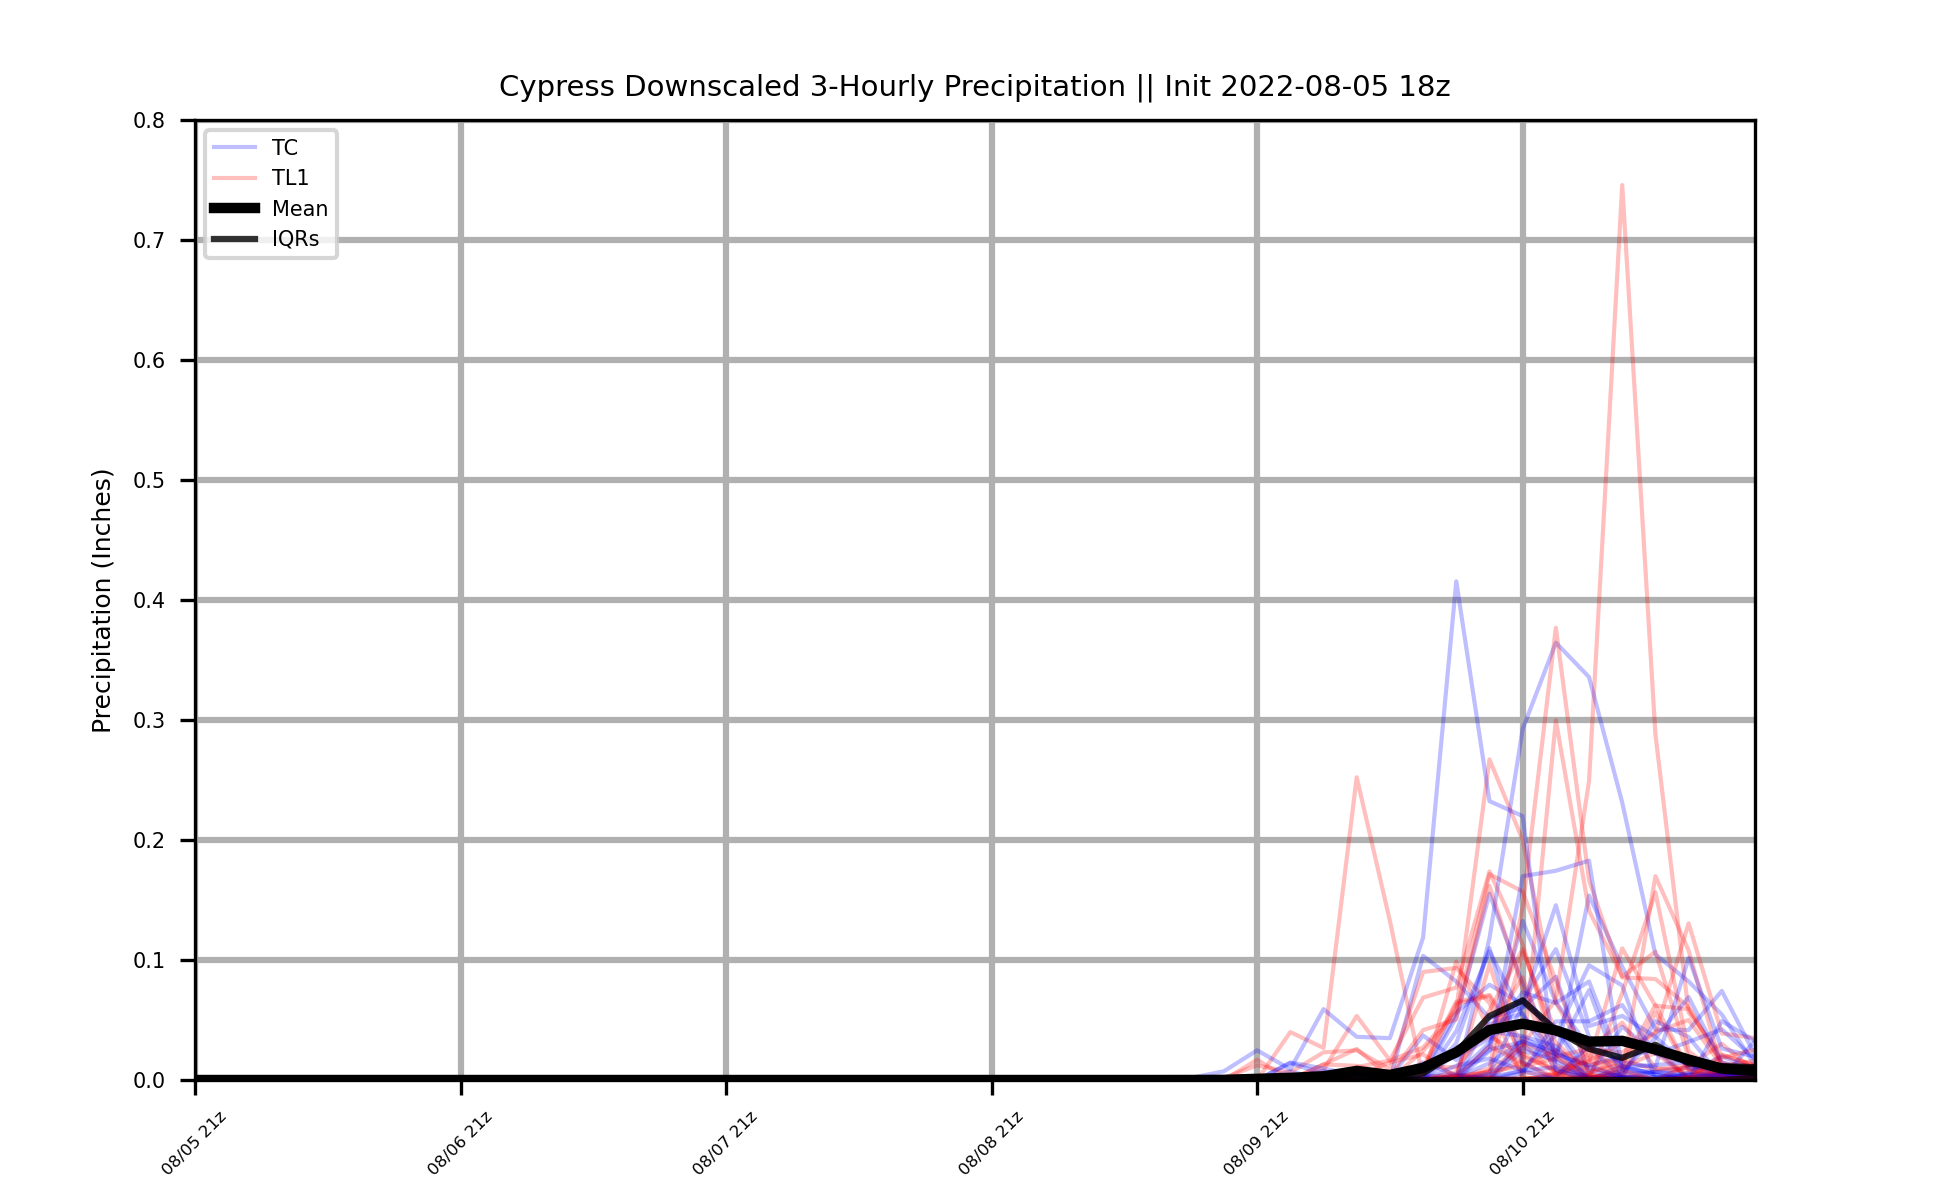 Cypress Downscaled 3-Hourly Precipitation || Init 2022-08-05 18z
TC
TL1
Mean
IQRs
Precipitation (Inches)
0.8
0.7
0.6
0.5
0.4
0.3
0.2
0.1
0.0
08/05 21z
08/06 21z
08/07 21z
08/08 21z
08/09 21z
08/10 21z